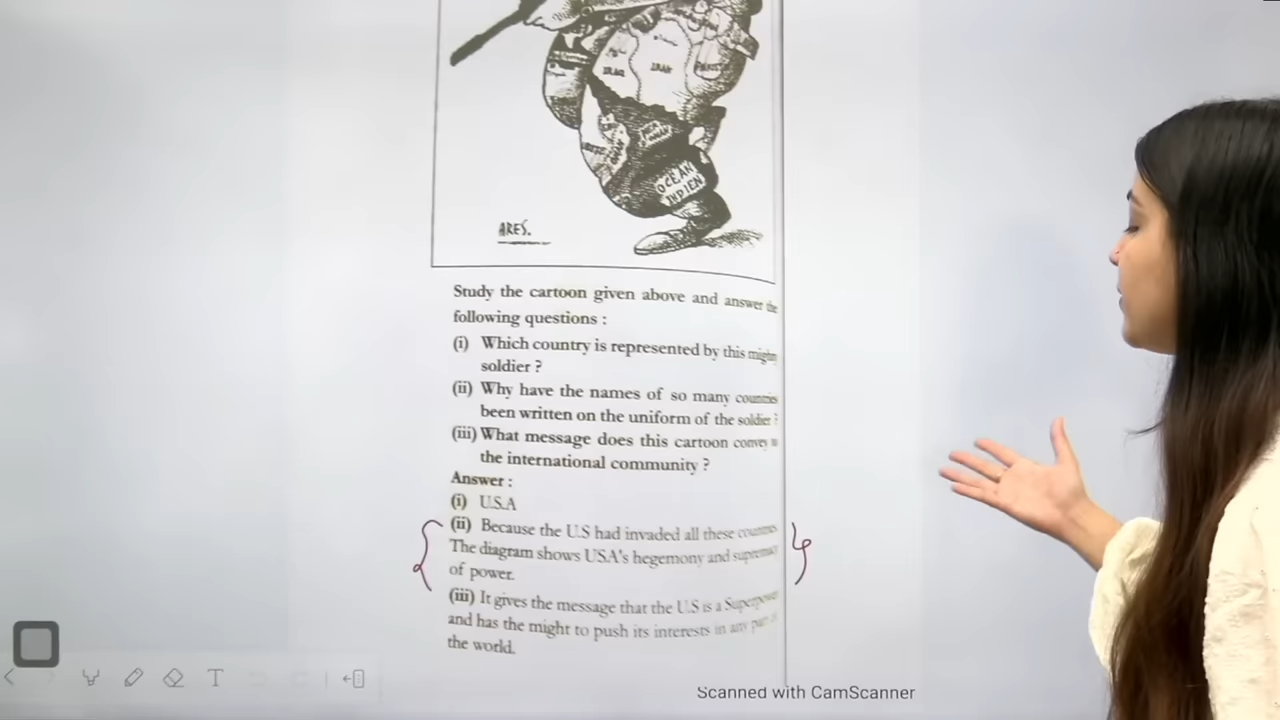 IRAQ IRAN
OCEAN
INDIEN
ARES.
Study the cartoon given above and answer the
following questions :
(i) Which country is represented by this mighty
soldier ?
(ii) Why have the names of so many countries
been written on the uniform of the soldier ?
(iii) What message does this cartoon convey to
the international community ?
Answer :
(i) U.S.A
(ii) Because the U.S had invaded all these countries.
The diagram shows USA's hegemony and supremacy
of power.
(iii) It gives the message that the U.S is a Superpower
and has the might to push its interests in any part of
the world.
T
Scanned with CamScanner